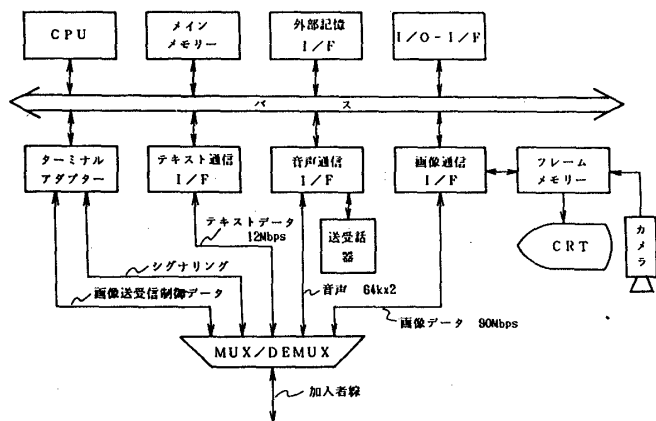 CPU
メイン
メモリー
外部記憶
I/F
I/O-I/F
バス
ターミナル
アダプター
テキスト通信
I/F
音声通信
I/F
画像通信
I/F
フレーム
メモリー
テキストデータ
12Mbps
送受話
器
CRT
カメラ
シグナリング
画像送受信制御データ
音声 64k×2
画像データ 90Mbps
MUX/DEMUX
加入者線